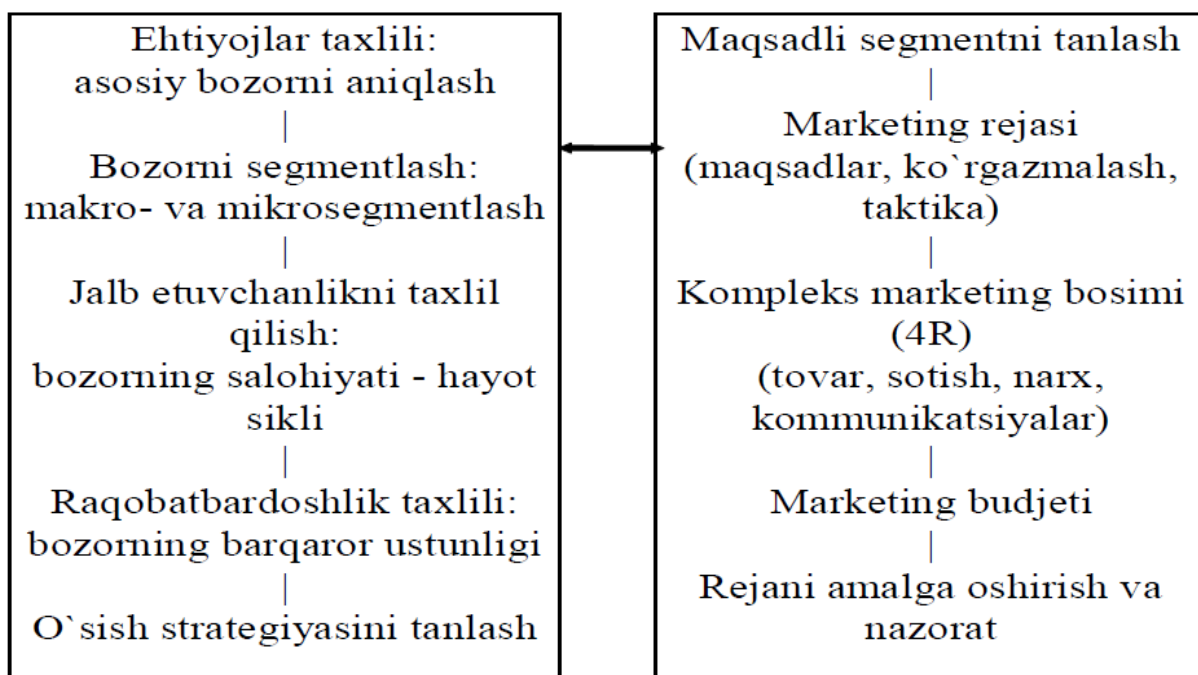 Ehtiyojlar taxlili:
asosiy bozorni aniqlash
Bozorni segmentlash:
makro- va mikrosegmentlash
Jalb etuvchanlikni taxlil
qilish:
bozorning salohiyati - hayot
sikli
Raqobatbardoshlik taxlili:
bozorning barqaror ustunligi
O`sish strategiyasini tanlash
Maqsadli segmentni tanlash
Marketing rejasi
(maqsadlar, ko`rgazmalash,
taktika)
Kompleks marketing bosimi
(4R)
(tovar, sotish, narx,
kommunikatsiyalar)
Marketing budjeti
Rejani amalga oshirish va
nazorat